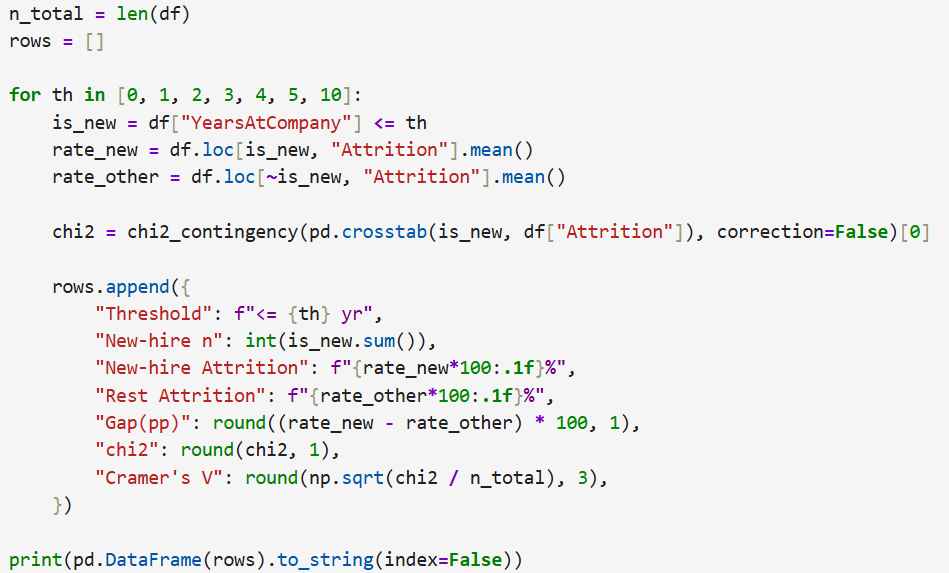 n_total = len(df)
rows = []
for th in [0, 1, 2, 3, 4, 5, 10]:
    is_new = df["YearsAtCompany"] <= th
    rate_new = df.loc[is_new, "Attrition"].mean()
    rate_other = df.loc[~is_new, "Attrition"].mean()
    chi2 = chi2_contingency(pd.crosstab(is_new, df["Attrition"]), correction=False)[0]
    rows.append({
        "Threshold": f"<= {th} yr",
        "New-hire n": int(is_new.sum()),
        "New-hire Attrition": f"{rate_new*100:.1f}%",
        "Rest Attrition": f"{rate_other*100:.1f}%",
        "Gap(pp)": round((rate_new - rate_other) * 100, 1),
        "chi2": round(chi2, 1),
        "Cramer's V": round(np.sqrt(chi2 / n_total), 3),
    })
print(pd.DataFrame(rows).to_string(index=False))